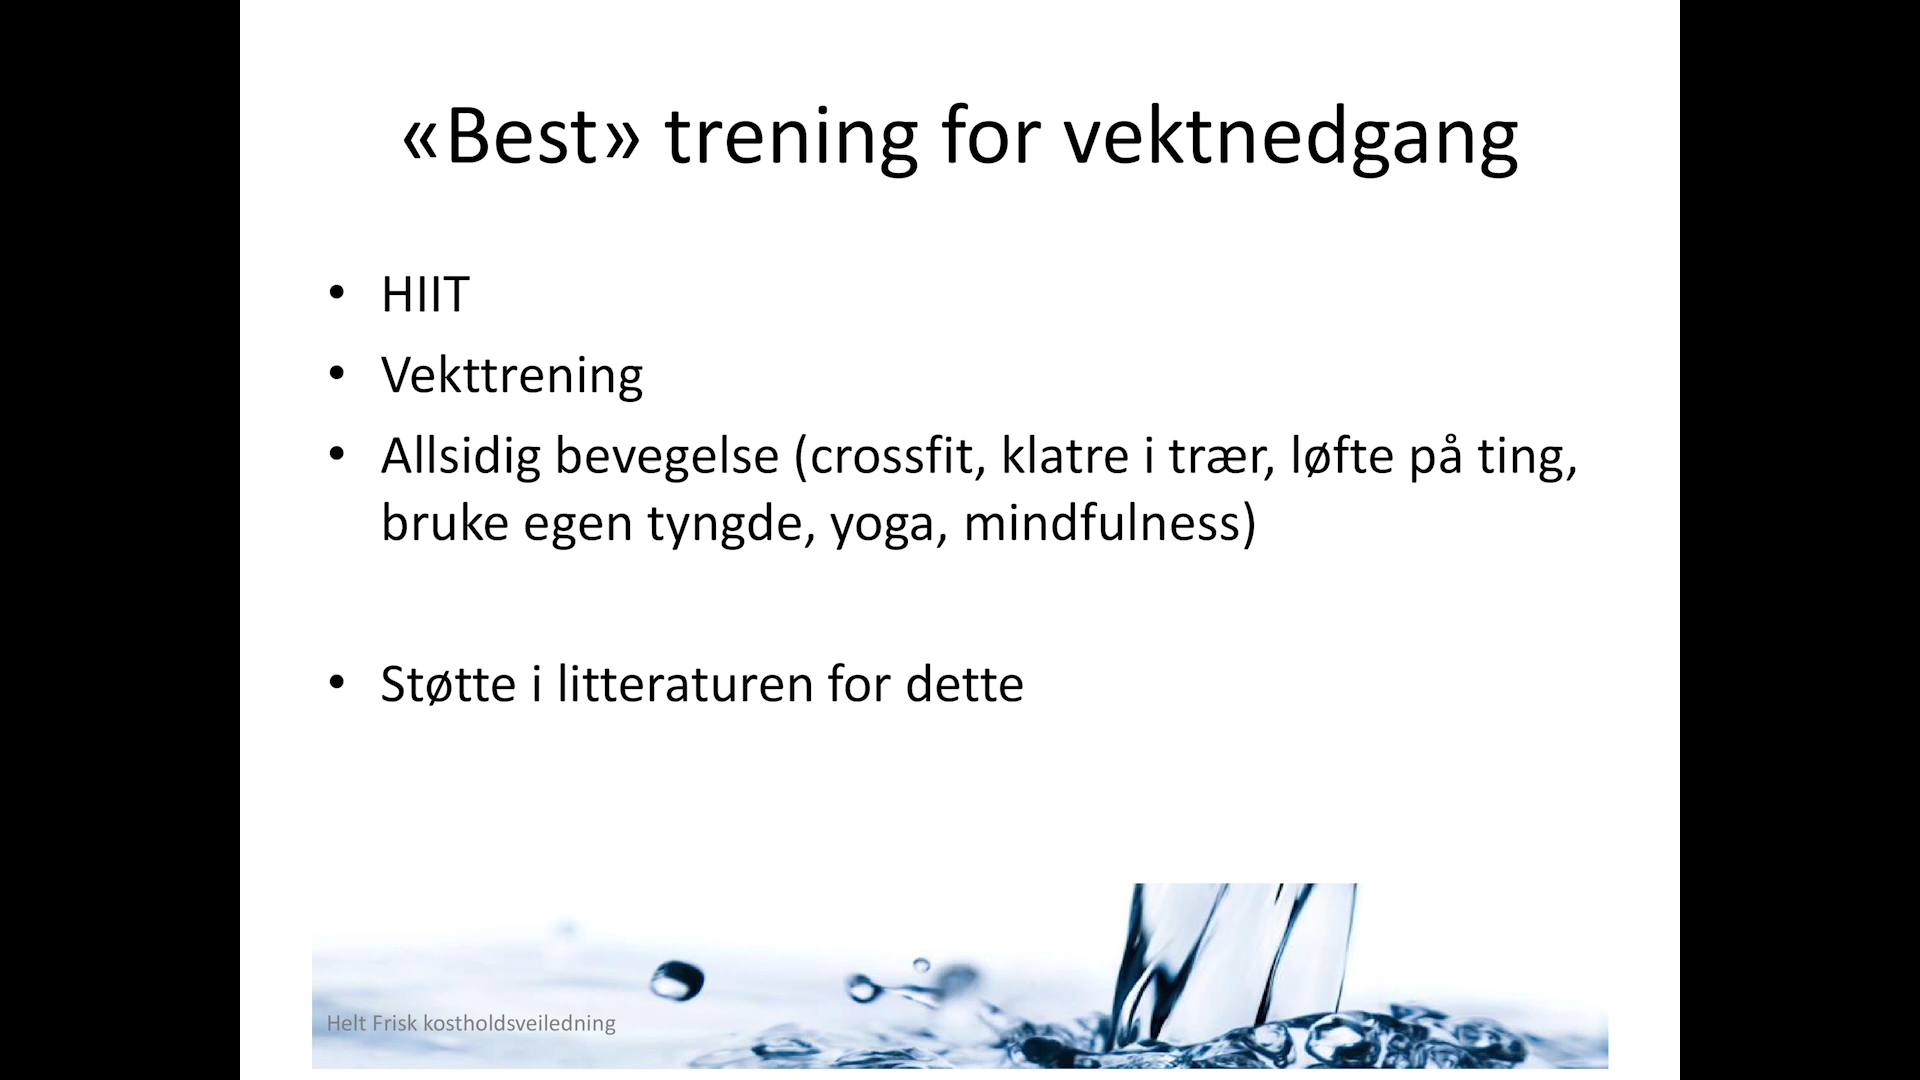 «Best» trening for vektnedgang
• HIIT
• Vekttrening
• Allsidig bevegelse (crossfit, klatre i trær, løfte på ting,
bruke egen tyngde, yoga, mindfulness)
• Støtte i litteraturen for dette
Helt Frisk kostholdsveiledning